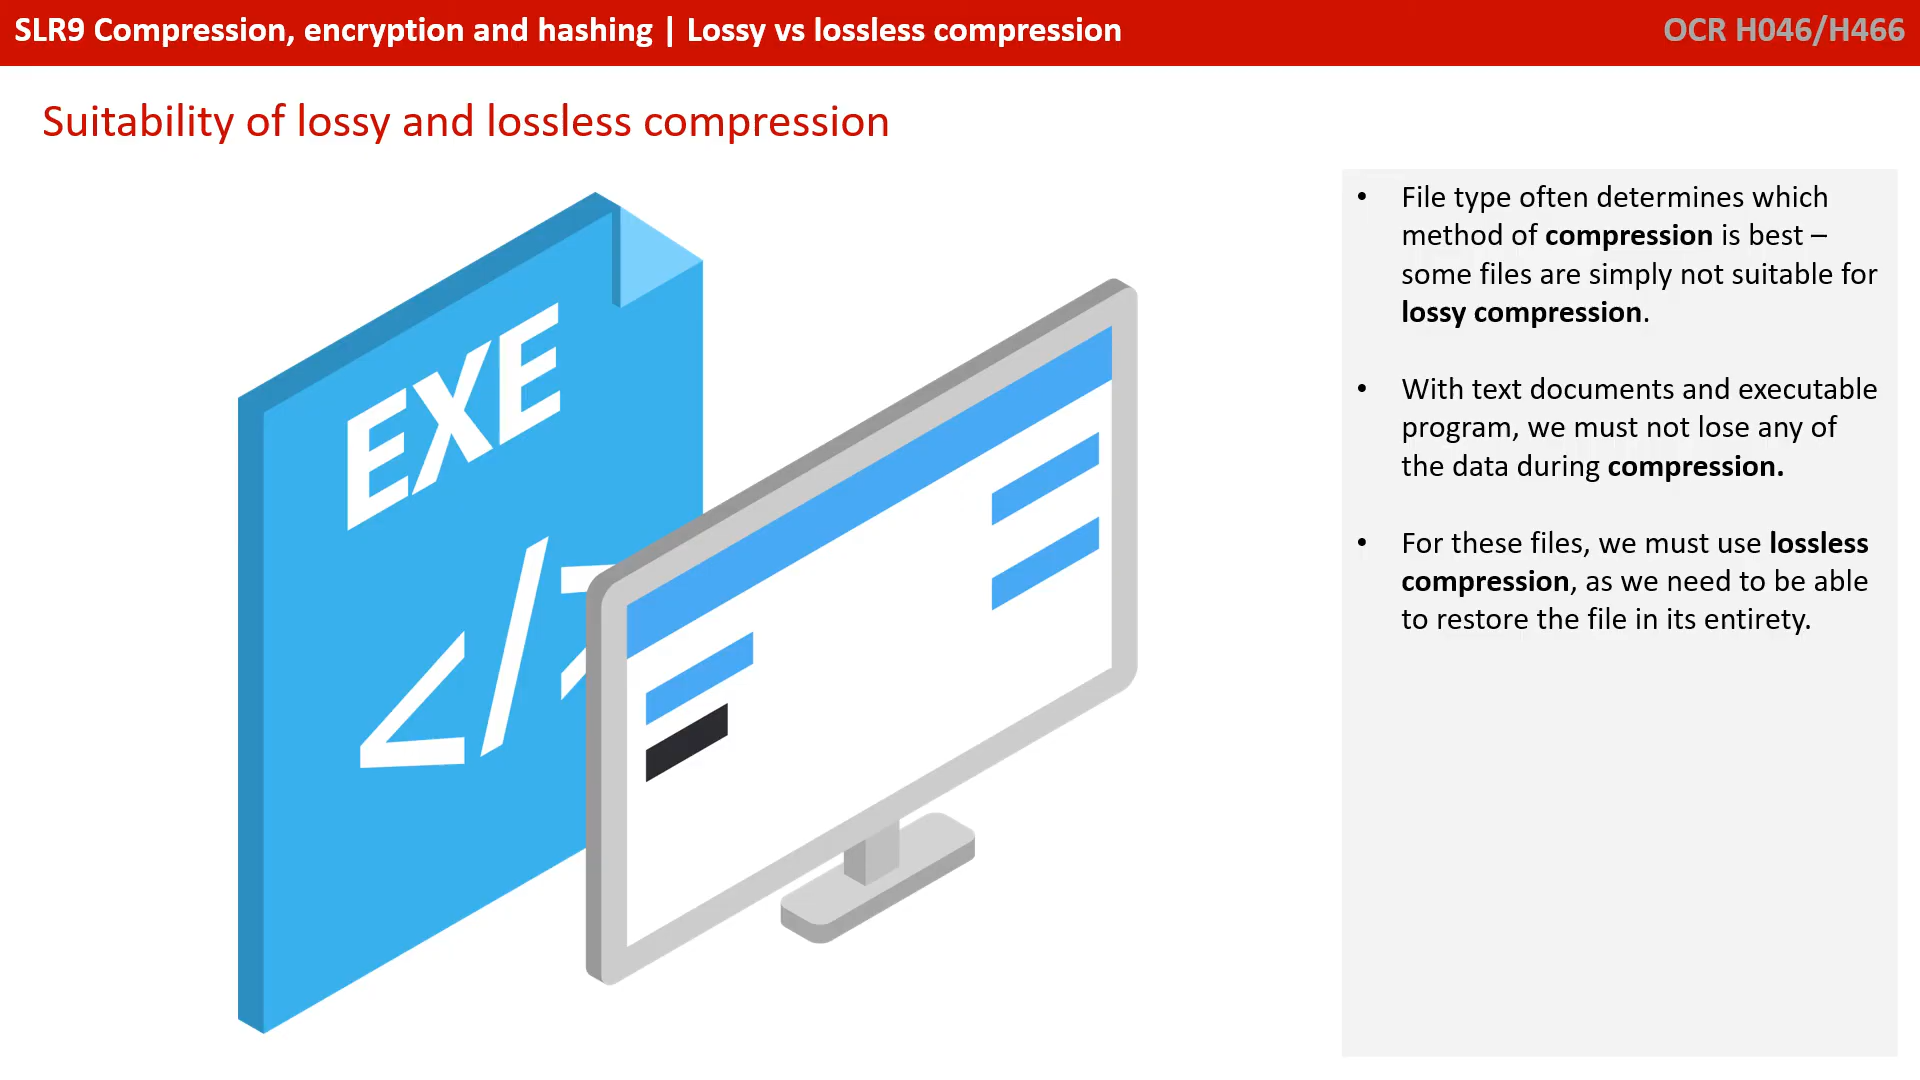 SLR9 Compression, encryption and hashing | Lossy vs lossless compression
OCR H046/H466
Suitability of lossy and lossless compression
EXE
</>
• File type often determines which
method of compression is best –
some files are simply not suitable for
lossy compression.
• With text documents and executable
program, we must not lose any of
the data during compression.
• For these files, we must use lossless
compression, as we need to be able
to restore the file in its entirety.